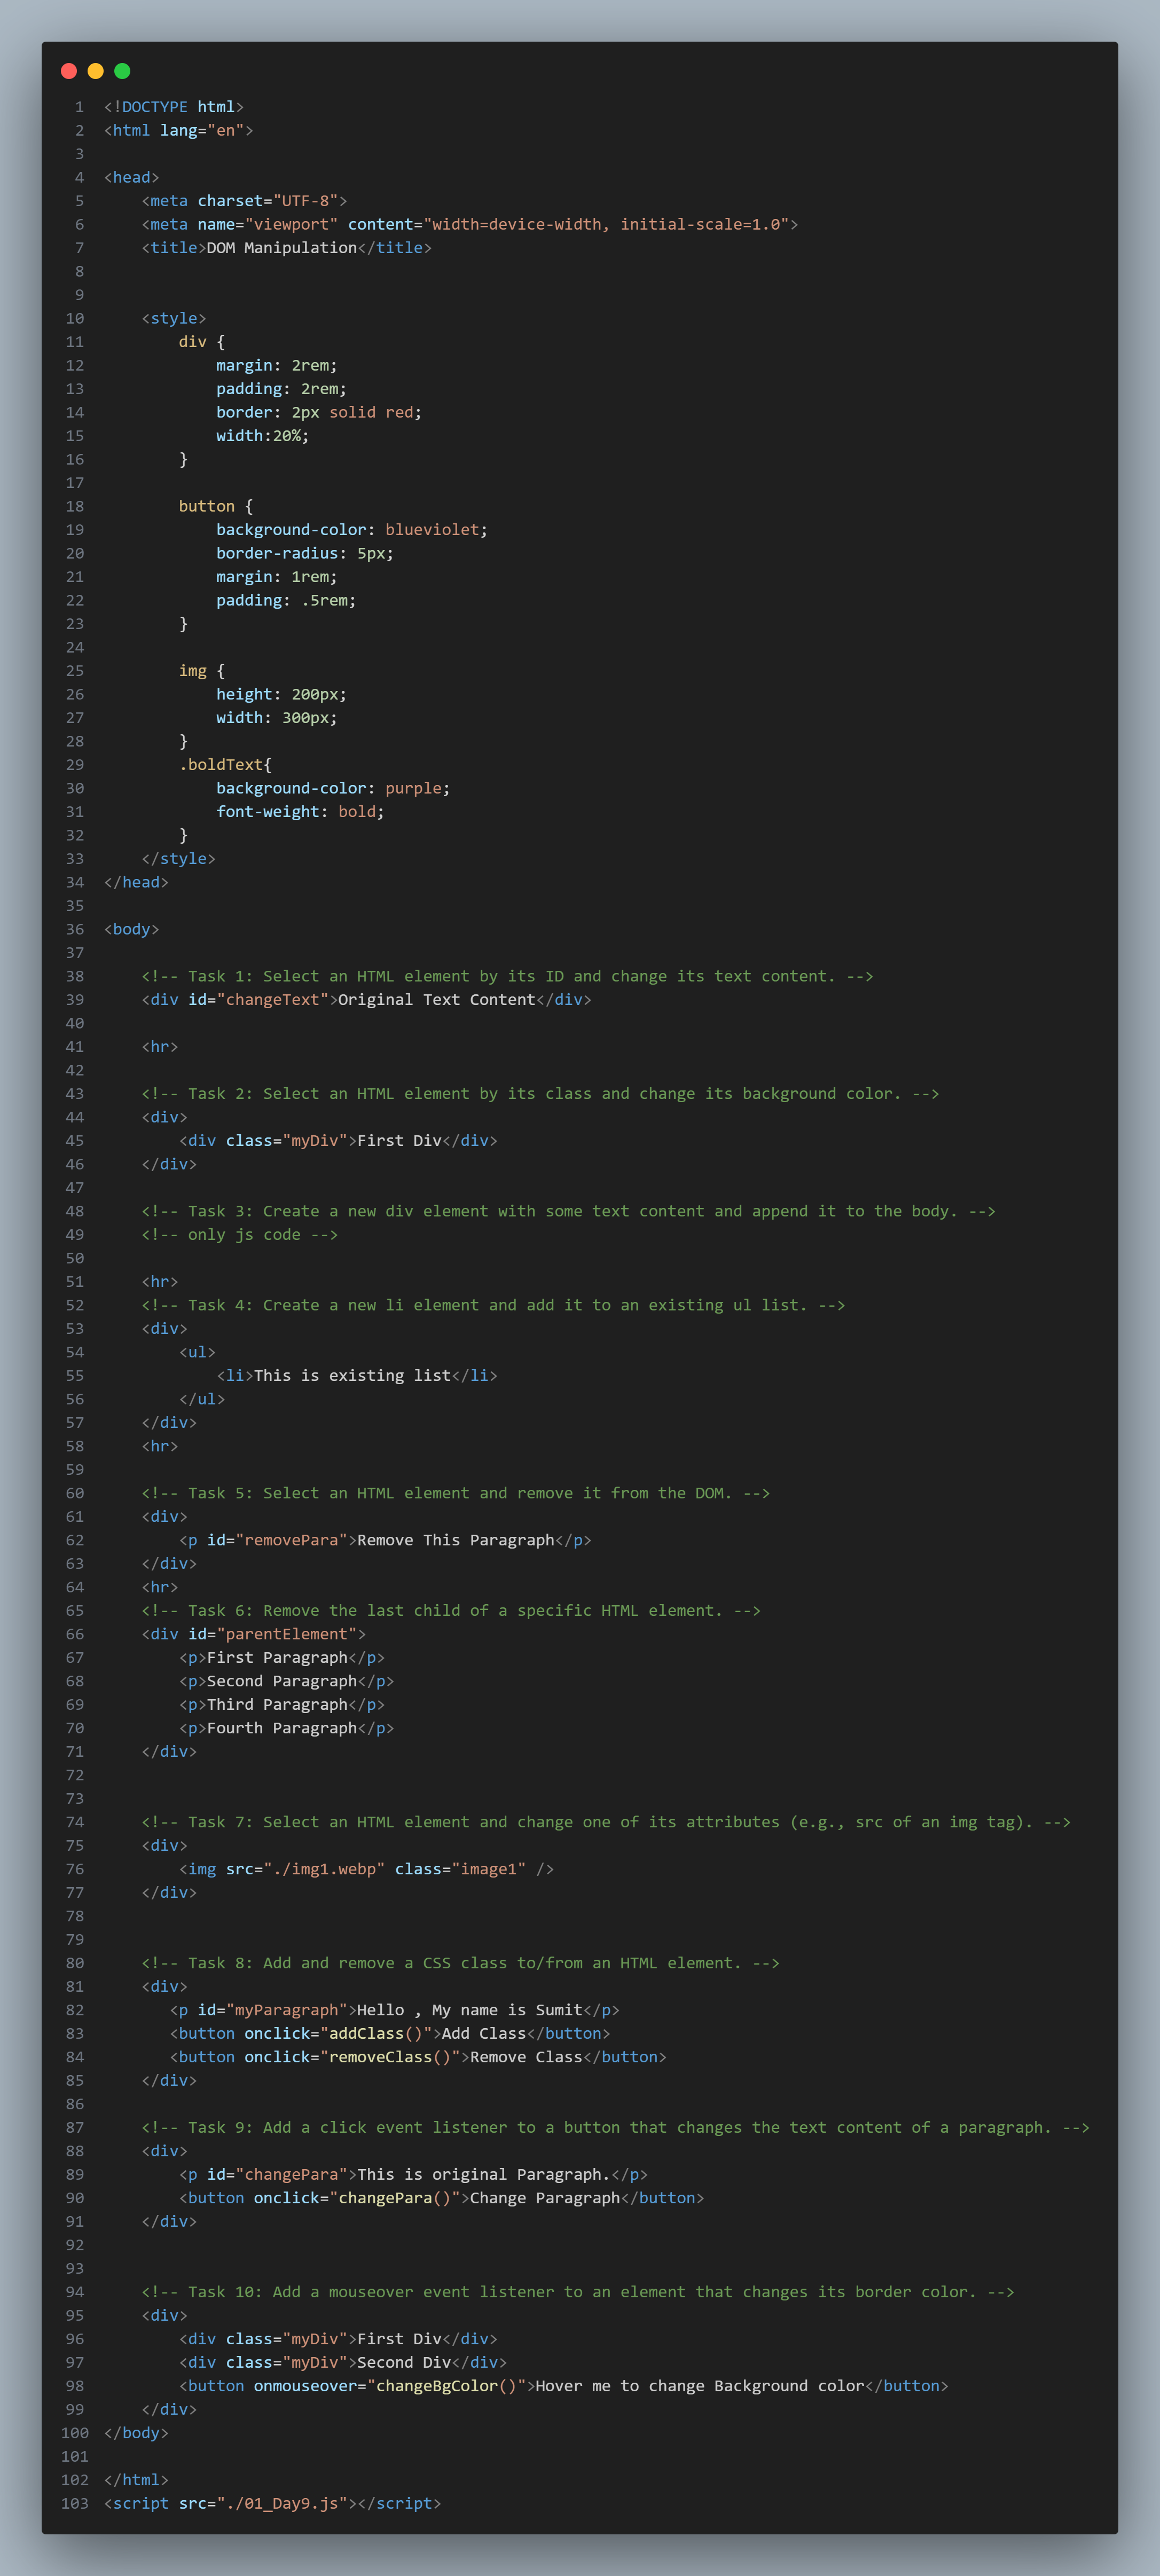 1 <!DOCTYPE html>
2 <html lang="en">
3
4 <head>
5     <meta charset="UTF-8">
6     <meta name="viewport" content="width=device-width, initial-scale=1.0">
7     <title>DOM Manipulation</title>
8
9
10     <style>
11         div {
12             margin: 2rem;
13             padding: 2rem;
14             border: 2px solid red;
15             width:20%;
16         }
17
18         button {
19             background-color: blueviolet;
20             border-radius: 5px;
21             margin: 1rem;
22             padding: .5rem;
23         }
24
25         img {
26             height: 200px;
27             width: 300px;
28         }
29         .boldText{
30             background-color: purple;
31             font-weight: bold;
32         }
33     </style>
34 </head>
35
36 <body>
37
38     <!-- Task 1: Select an HTML element by its ID and change its text content. -->
39     <div id="changeText">Original Text Content</div>
40
41     <hr>
42
43     <!-- Task 2: Select an HTML element by its class and change its background color. -->
44     <div>
45         <div class="myDiv">First Div</div>
46     </div>
47
48     <!-- Task 3: Create a new div element with some text content and append it to the body. -->
49     <!-- only js code -->
50
51     <hr>
52     <!-- Task 4: Create a new li element and add it to an existing ul list. -->
53     <div>
54         <ul>
55             <li>This is existing list</li>
56         </ul>
57     </div>
58     <hr>
59
60     <!-- Task 5: Select an HTML element and remove it from the DOM. -->
61     <div>
62         <p id="removePara">Remove This Paragraph</p>
63     </div>
64     <hr>
65     <!-- Task 6: Remove the last child of a specific HTML element. -->
66     <div id="parentElement">
67         <p>First Paragraph</p>
68         <p>Second Paragraph</p>
69         <p>Third Paragraph</p>
70         <p>Fourth Paragraph</p>
71     </div>
72
73
74     <!-- Task 7: Select an HTML element and change one of its attributes (e.g., src of an img tag). -->
75     <div>
76         <img src="./img1.webp" class="image1" />
77     </div>
78
79
80     <!-- Task 8: Add and remove a CSS class to/from an HTML element. -->
81     <div>
82        <p id="myParagraph">Hello , My name is Sumit</p>
83        <button onclick="addClass()">Add Class</button>
84        <button onclick="removeClass()">Remove Class</button>
85     </div>
86
87     <!-- Task 9: Add a click event listener to a button that changes the text content of a paragraph. -->
88     <div>
89         <p id="changePara">This is original Paragraph.</p>
90         <button onclick="changePara()">Change Paragraph</button>
91     </div>
92
93
94     <!-- Task 10: Add a mouseover event listener to an element that changes its border color. -->
95     <div>
96         <div class="myDiv">First Div</div>
97         <div class="myDiv">Second Div</div>
98         <button onmouseover="changeBgColor()">Hover me to change Background color</button>
99     </div>
100 </body>
101
102 </html>
103 <script src="./01_Day9.js"></script>